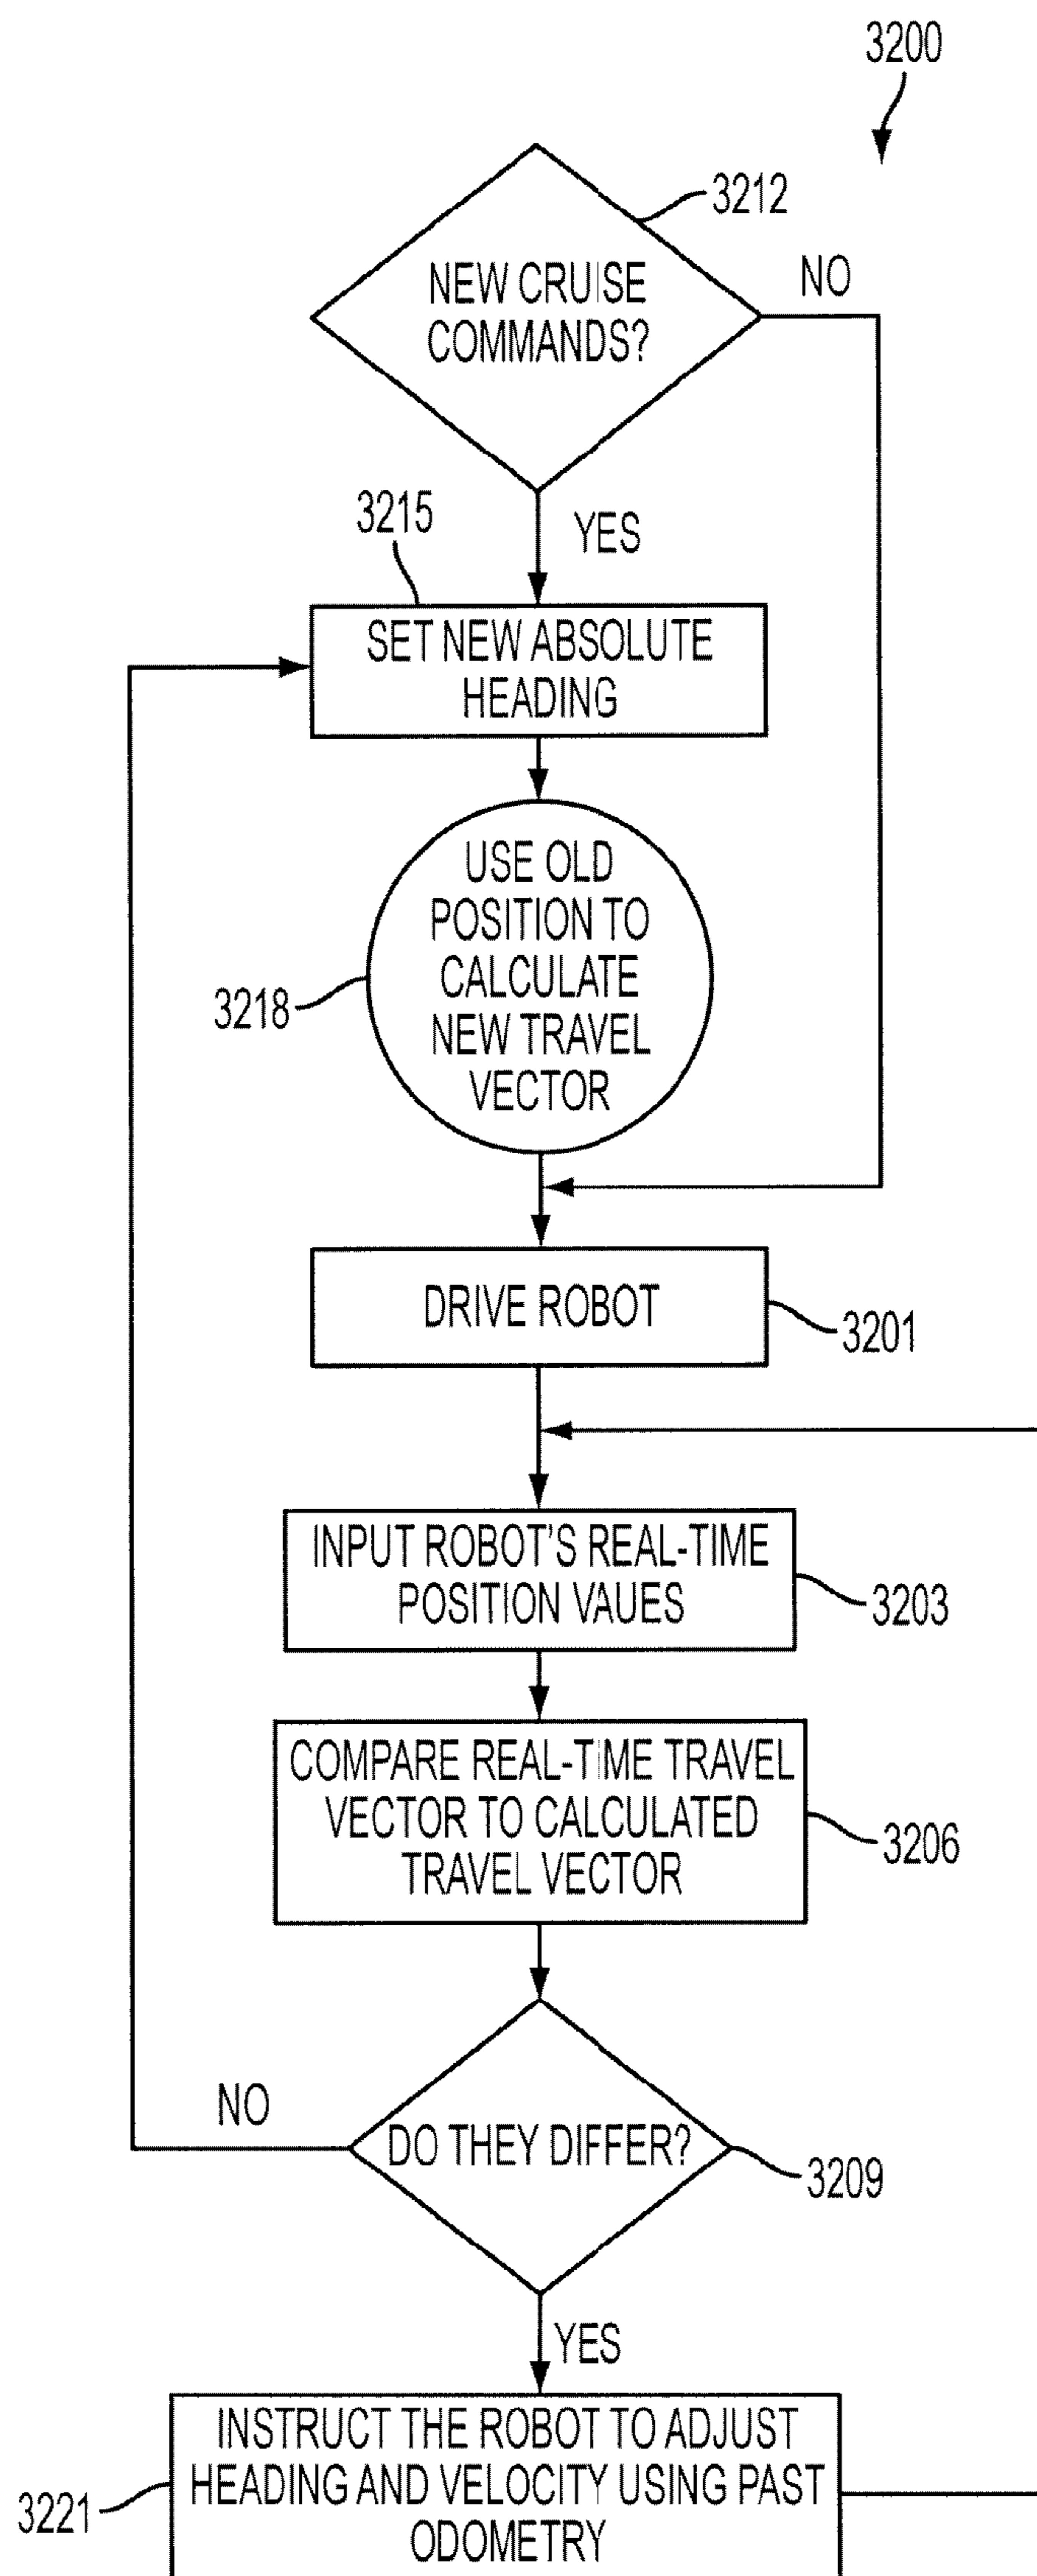 3200
3212
NEW CRUISE
COMMANDS?
NO
YES
3215
SET NEW ABSOLUTE
HEADING
USE OLD
POSITION TO
CALCULATE
NEW TRAVEL
VECTOR
3218
DRIVE ROBOT
3201
INPUT ROBOT'S REAL-TIME
POSITION VAUES
3203
COMPARE REAL-TIME TRAVEL
VECTOR TO CALCULATED
TRAVEL VECTOR
3206
NO
DO THEY DIFFER?
3209
YES
INSTRUCT THE ROBOT TO ADJUST
HEADING AND VELOCITY USING PAST
ODOMETRY
3221